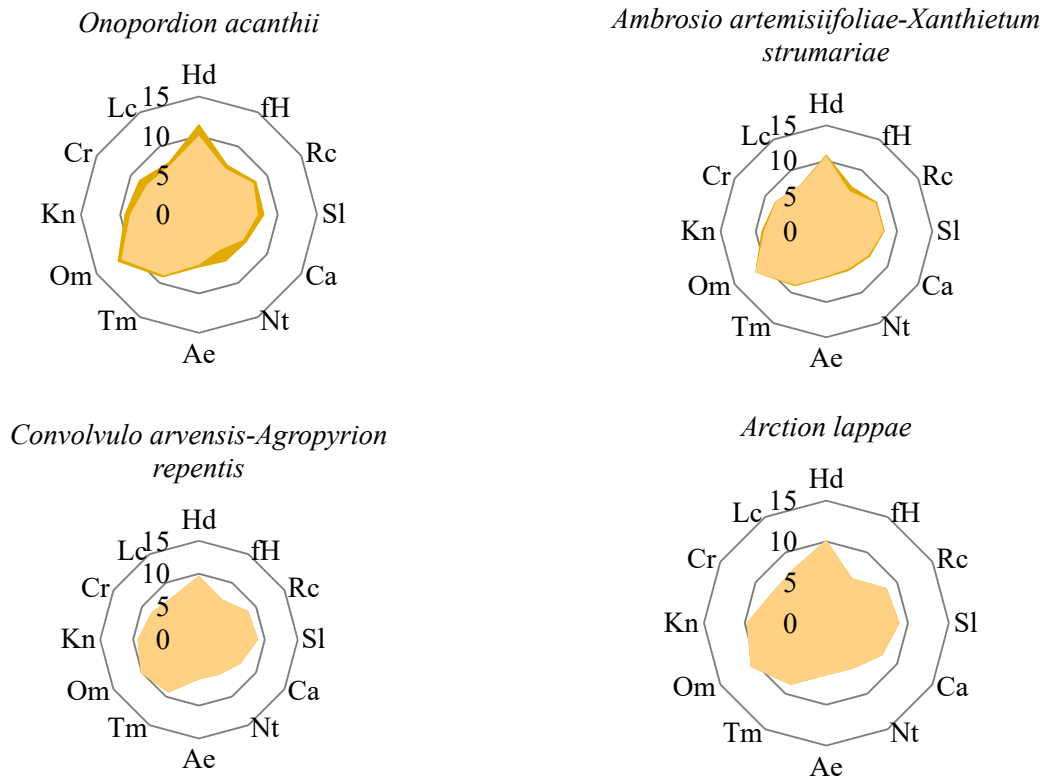 Onopordion acanthii
Hd
15
Lc
fH
10
Cr
Rc
5
Kn
0
Sl
Om
Ca
Tm
Nt
Ae
Ambrosio artemisiifoliae-Xanthietum
strumariae
Hd
15
Lc
fH
10
Cr
Rc
5
Kn
0
Sl
Om
Ca
Tm
Nt
Ae
Convolvulo arvensis-Agropyrion
repentis
Hd
15
Lc
fH
10
Cr
Rc
5
Kn
0
Sl
Om
Ca
Tm
Nt
Ae
Arction lappae
Hd
15
Lc
fH
10
Cr
Rc
5
Kn
0
Sl
Om
Ca
Tm
Nt
Ae